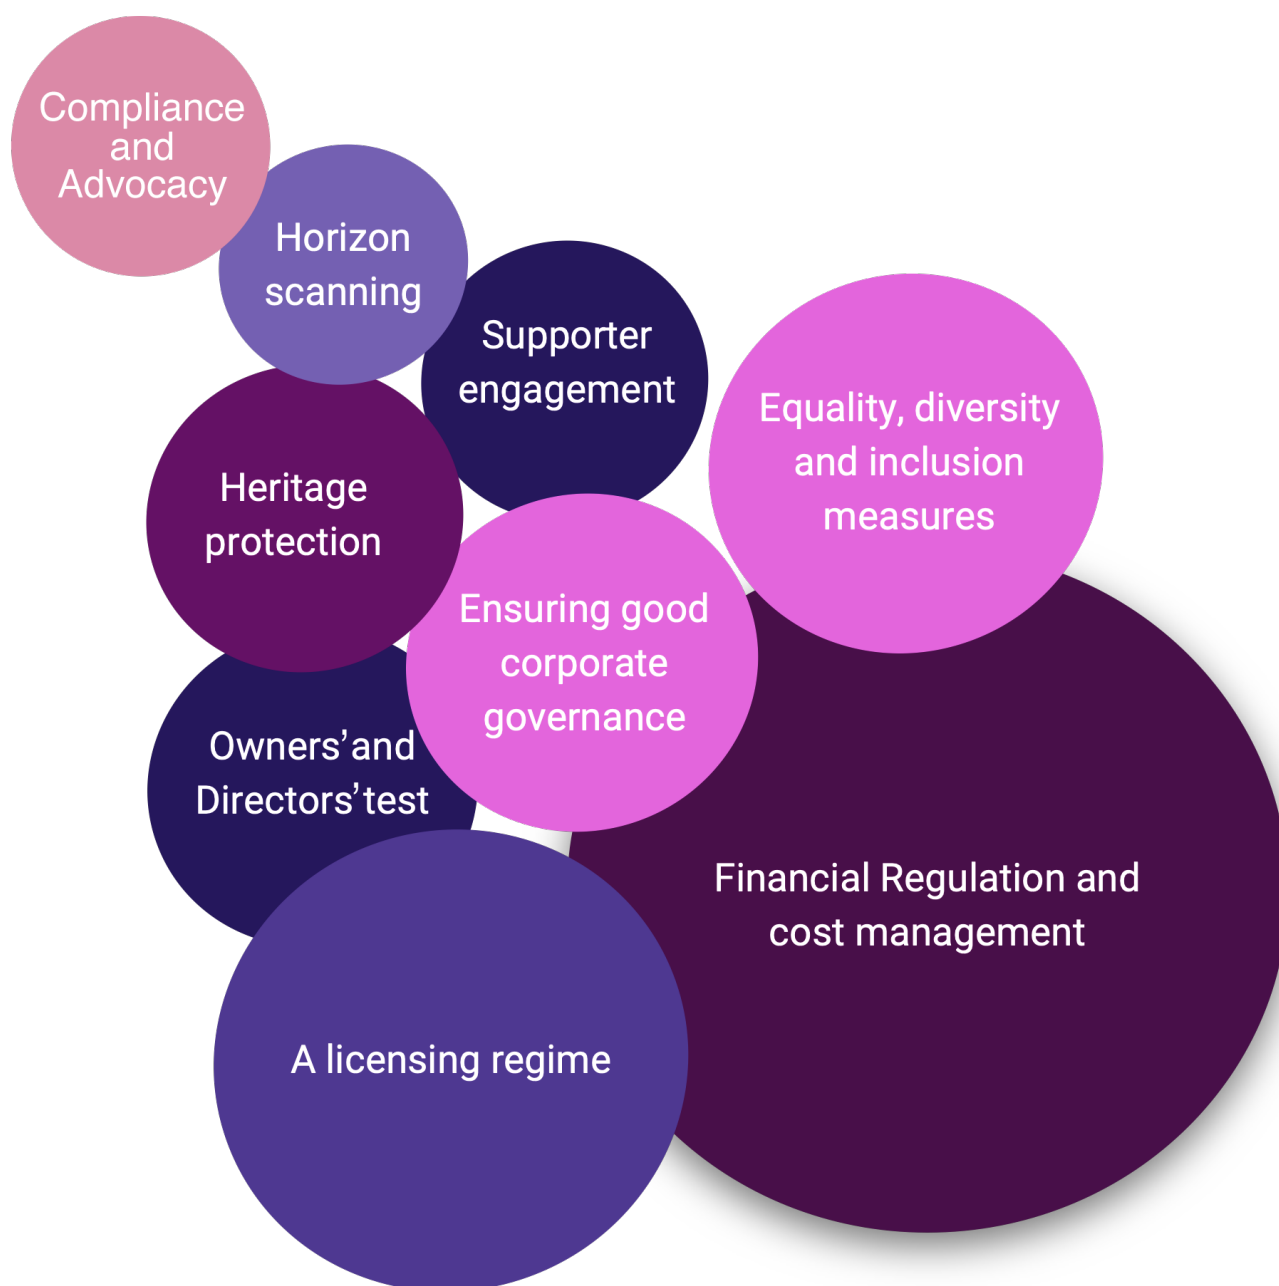 Compliance
and
Advocacy
Horizon
scanning
Supporter
engagement
Equality, diversity
and inclusion
measures
Heritage
protection
Ensuring good
corporate
governance
Owners’and
Directors’test
Financial Regulation and
cost management
A licensing regime